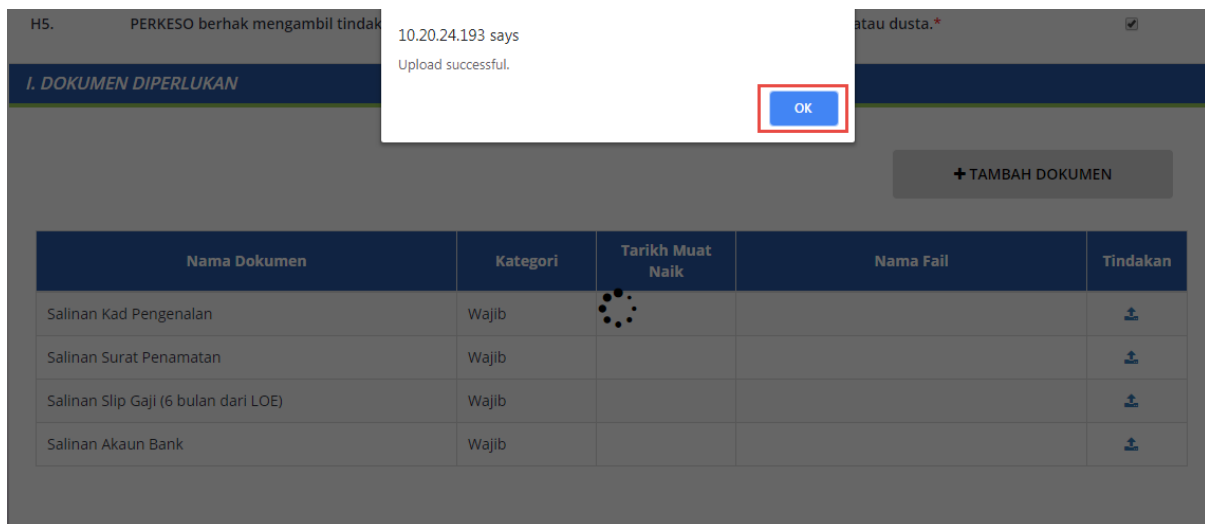 H5. PERKESO berhak mengambil tindak atau dusta.*
10.20.24.193 says
Upload successful.
OK
I. DOKUMEN DIPERLUKAN
+ TAMBAH DOKUMEN
Nama Dokumen Kategori Tarikh Muat Naik Nama Fail Tindakan
Salinan Kad Pengenalan Wajib
Salinan Surat Penamatan Wajib
Salinan Slip Gaji (6 bulan dari LOE) Wajib
Salinan Akaun Bank Wajib